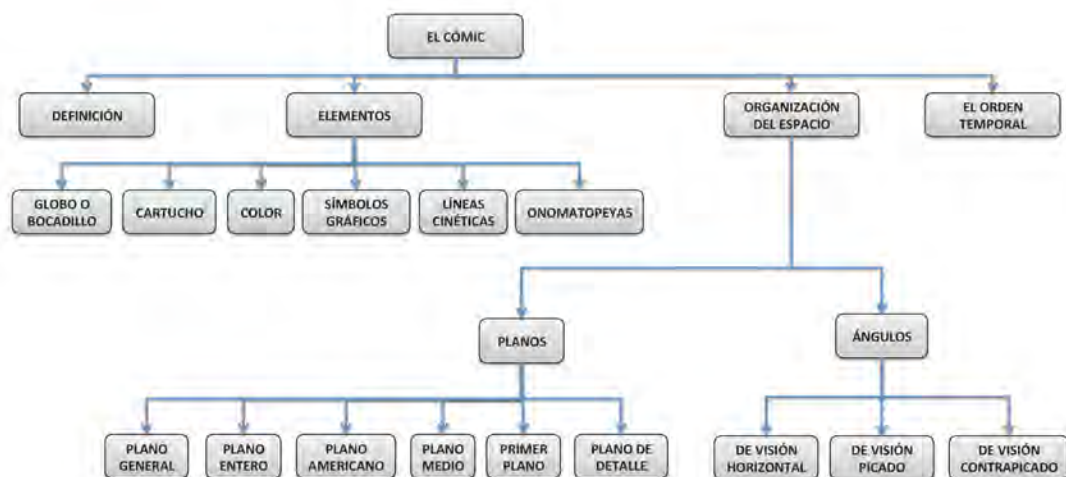 EL CÓMIC
DEFINICIÓN
ELEMENTOS
ORGANIZACIÓN
DEL ESPACIO
EL ORDEN
TEMPORAL
GLOBO O
BOCADILLO
CARTUCHO
COLOR
SÍMBOLOS
GRÁFICOS
LÍNEAS
CINÉTICAS
ONOMATOPEYAS
PLANOS
ÁNGULOS
PLANO
GENERAL
PLANO
ENTERO
PLANO
AMERICANO
PLANO
MEDIO
PRIMER
PLANO
PLANO DE
DETALLE
DE VISIÓN
HORIZONTAL
DE VISIÓN
PICADO
DE VISIÓN
CONTRAPICADO